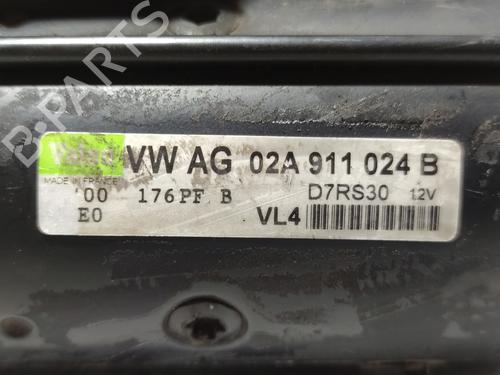 Valeo VW AG 02A 911 024 B
MADE IN FRANCE
'00 176PF B D7RS30 12V
E0 VL4
B-PARTS